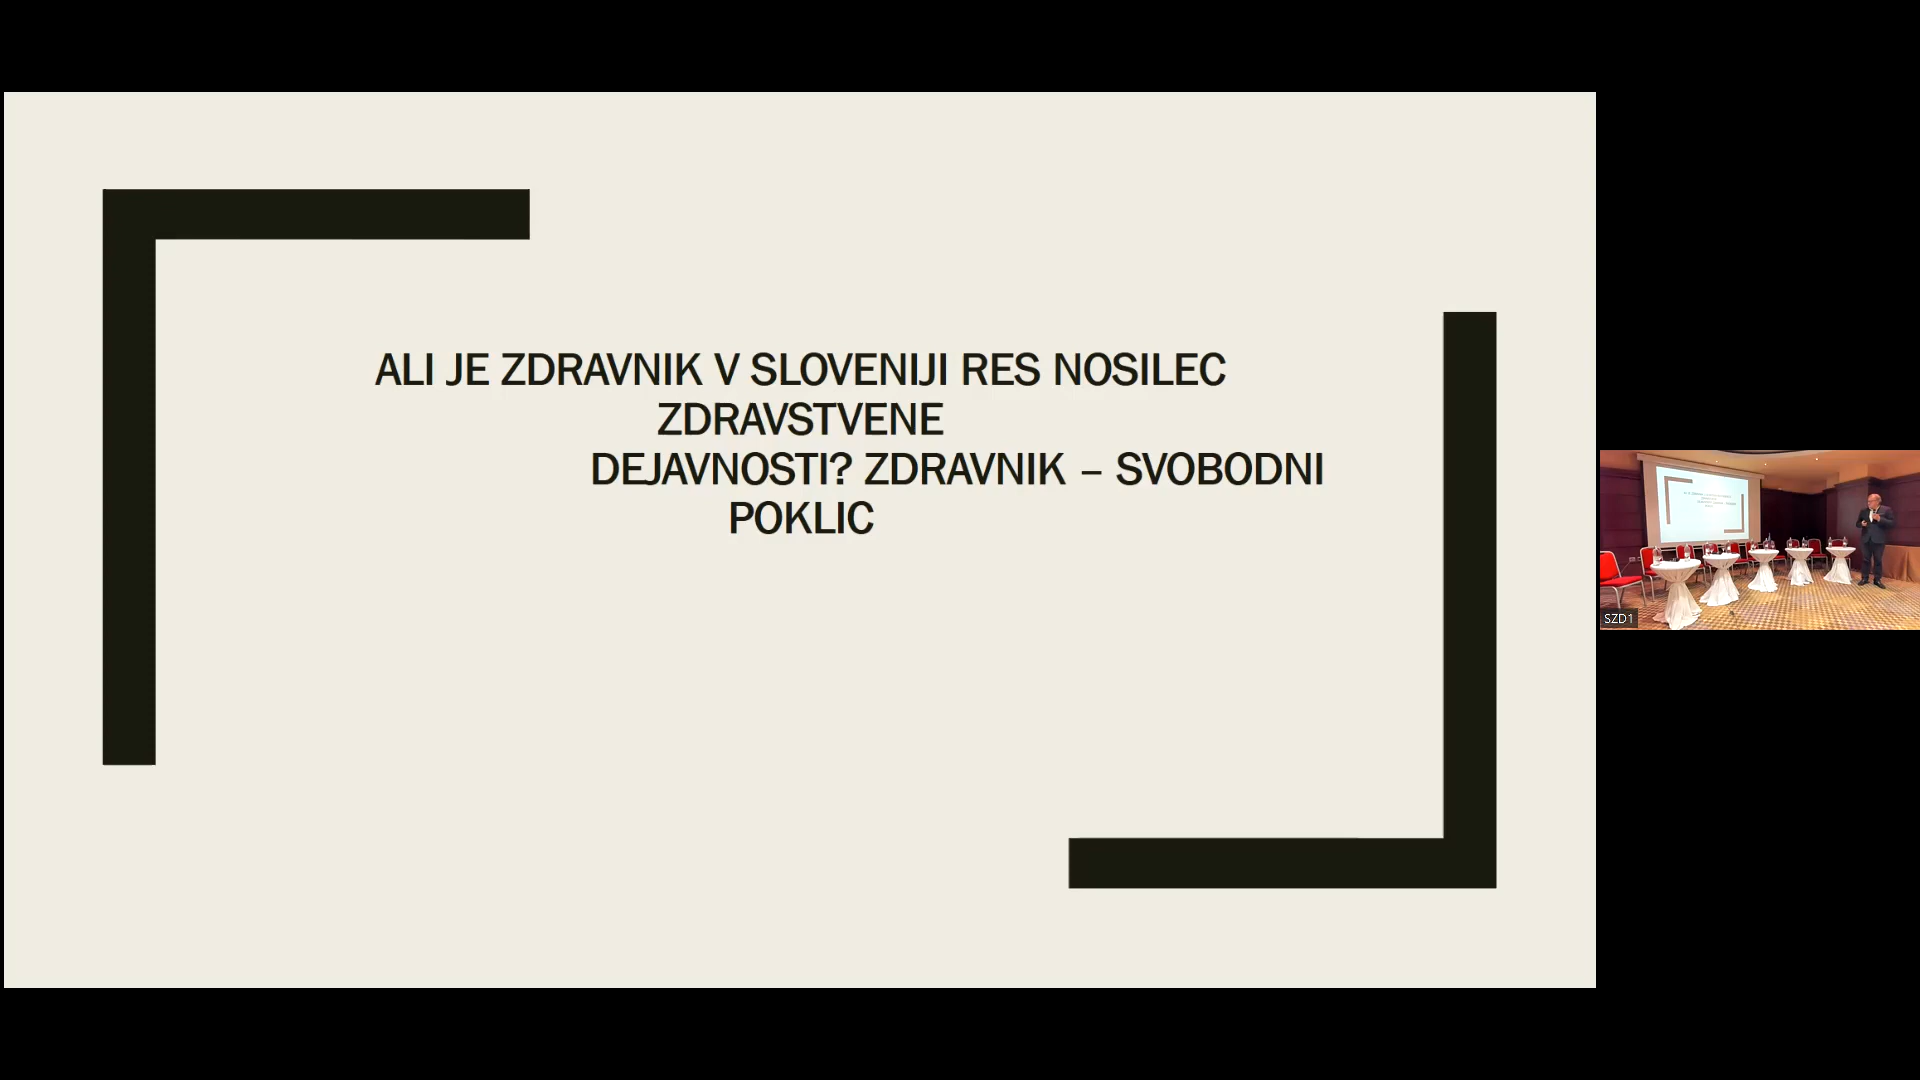 ALI JE ZDRAVNIK V SLOVENIJI RES NOSILEC
ZDRAVSTVENE
DEJAVNOSTI? ZDRAVNIK – SVOBODNI
POKLIC
SZD1